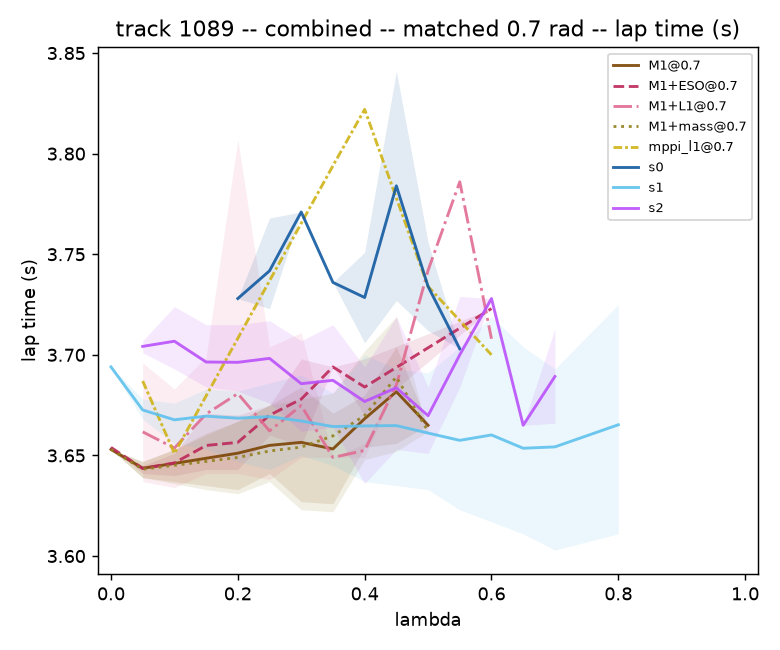 track 1089 -- combined -- matched 0.7 rad -- lap time (s)
lap time (s)
3.85
3.80
3.75
3.70
3.65
3.60
M1@0.7
M1+ESO@0.7
M1+L1@0.7
M1+mass@0.7
mppi_l1@0.7
s0
s1
s2
0.0 0.2 0.4 0.6 0.8 1.0
lambda